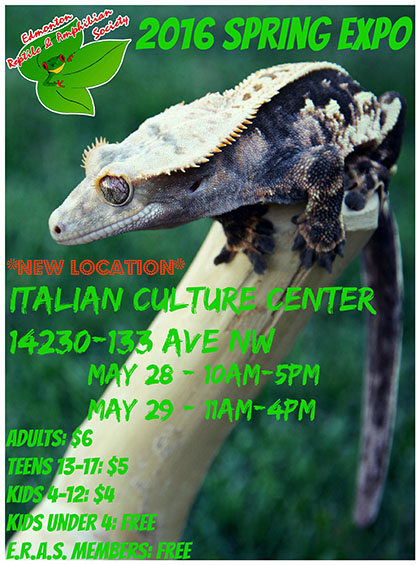 Edmonton
Reptile & Amphibian
Society
2016 SPRING EXPO
*NEW LOCATION*
ITALIAN CULTURE CENTER
14230-133 AVE NW
MAY 28 - 10AM-5PM
MAY 29 - 11AM-4PM
ADULTS: $6
TEENS 13-17: $5
KIDS 4-12: $4
KIDS UNDER 4: FREE
E.R.A.S. MEMBERS: FREE